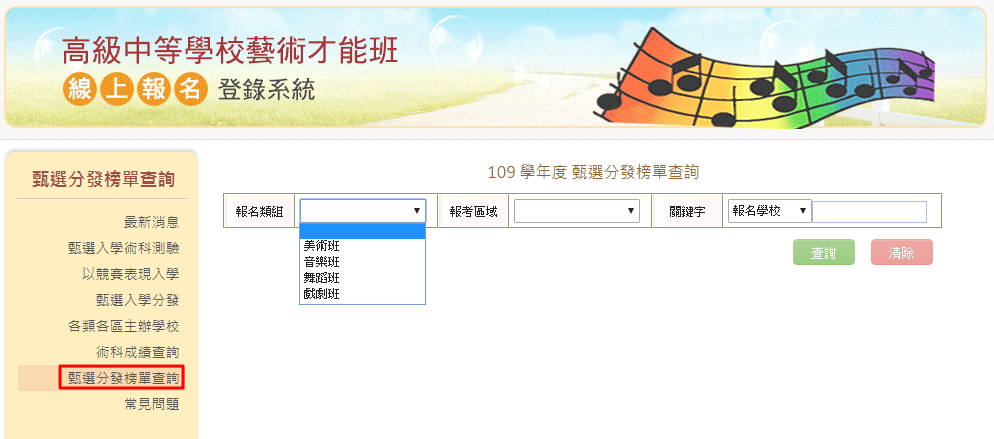 高級中等學校藝術才能班
線上報名 登錄系統
甄選分發榜單查詢
最新消息
甄選入學術科測驗
以競賽表現入學
甄選入學分發
各類各區主辦學校
術科成績查詢
甄選分發榜單查詢
常見問題
109 學年度 甄選分發榜單查詢
報名類組 報考區域 關鍵字 報名學校
美術班
音樂班
舞蹈班
戲劇班
查詢 清除